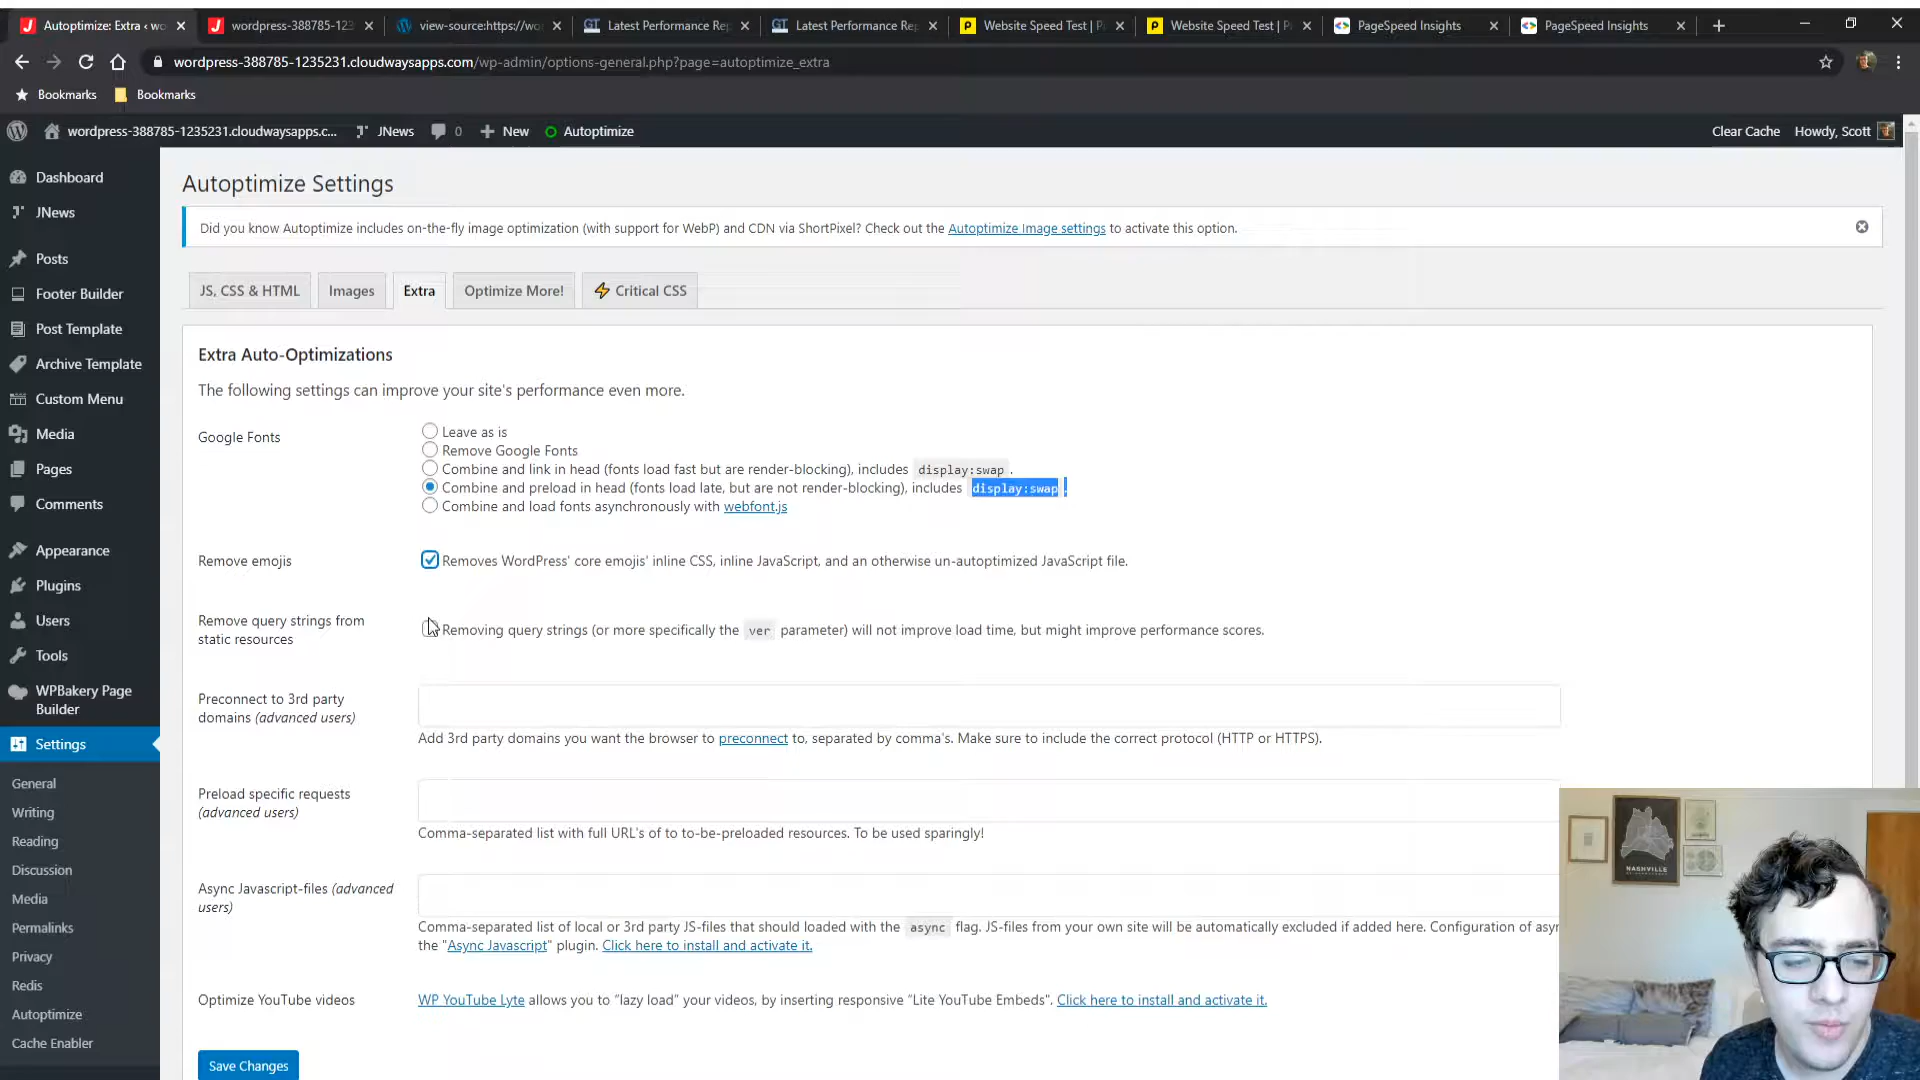 Autoptimize: Extra ‹ wo
wordpress-388785-123
view-source:https://wo
Latest Performance Re
Latest Performance Re
Website Speed Test | P
Website Speed Test | P
PageSpeed Insights
PageSpeed Insights
wordpress-388785-1235231.cloudwaysapps.com/wp-admin/options-general.php?page=autoptimize_extra
Bookmarks
Bookmarks
wordpress-388785-1235231.cloudwaysapps.c...
JNews
0
New
Autoptimize
Clear Cache
Howdy, Scott
Dashboard
JNews
Posts
Footer Builder
Post Template
Archive Template
Custom Menu
Media
Pages
Comments
Appearance
Plugins
Users
Tools
WPBakery Page
Builder
Settings
General
Writing
Reading
Discussion
Media
Permalinks
Privacy
Redis
Autoptimize
Cache Enabler
Autoptimize Settings
Did you know Autoptimize includes on-the-fly image optimization (with support for WebP) and CDN via ShortPixel? Check out the Autoptimize Image settings to activate this option.
JS, CSS & HTML
Images
Extra
Optimize More!
Critical CSS
Extra Auto-Optimizations
The following settings can improve your site's performance even more.
Google Fonts
Leave as is
Remove Google Fonts
Combine and link in head (fonts load fast but are render-blocking), includes display:swap .
Combine and preload in head (fonts load late, but are not render-blocking), includes display:swap .
Combine and load fonts asynchronously with webfont.js
Remove emojis
Removes WordPress' core emojis' inline CSS, inline JavaScript, and an otherwise un-autoptimized JavaScript file.
Remove query strings from
static resources
Removing query strings (or more specifically the ver parameter) will not improve load time, but might improve performance scores.
Preconnect to 3rd party
domains (advanced users)
Add 3rd party domains you want the browser to preconnect to, separated by comma's. Make sure to include the correct protocol (HTTP or HTTPS).
Preload specific requests
(advanced users)
Comma-separated list with full URL's of to to-be-preloaded resources. To be used sparingly!
Async Javascript-files (advanced
users)
Comma-separated list of local or 3rd party JS-files that should loaded with the async flag. JS-files from your own site will be automatically excluded if added here. Configuration of asyn
the "Async Javascript" plugin. Click here to install and activate it.
Optimize YouTube videos
WP YouTube Lyte allows you to “lazy load” your videos, by inserting responsive “Lite YouTube Embeds". Click here to install and activate it.
Save Changes
NASHVILLE